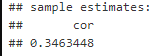 ## sample estimates:
##       cor
## 0.3463448